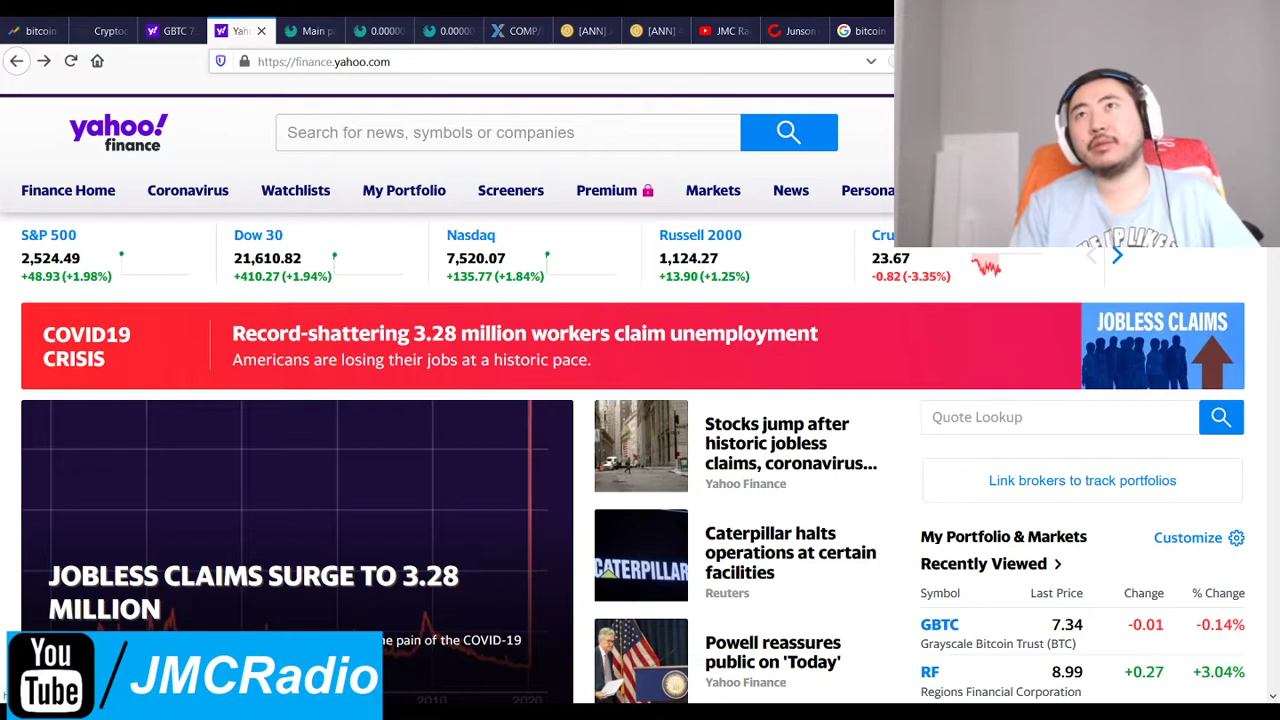 bitcoin
Cryptoc
GBTC 7.
Yah
Main p
0.00000
0.00000
COMP/
[ANN]
[ANN]
JMC Ra
Junson
bitcoin
https://finance.yahoo.com
yahoo!
finance
Search for news, symbols or companies
Finance Home
Coronavirus
Watchlists
My Portfolio
Screeners
Premium
Markets
News
Persona
S&P 500
2,524.49
+48.93 (+1.98%)
Dow 30
21,610.82
+410.27 (+1.94%)
Nasdaq
7,520.07
+135.77 (+1.84%)
Russell 2000
1,124.27
+13.90 (+1.25%)
Cru
23.67
-0.82 (-3.35%)
COVID19
CRISIS
Record-shattering 3.28 million workers claim unemployment
Americans are losing their jobs at a historic pace.
JOBLESS CLAIMS
JOBLESS CLAIMS SURGE TO 3.28
MILLION
he pain of the COVID-19
2010
2020
Stocks jump after
historic jobless
claims, coronavirus...
Yahoo Finance
CATERPILLAR
Caterpillar halts
operations at certain
facilities
Reuters
Powell reassures
public on 'Today'
Yahoo Finance
Quote Lookup
Link brokers to track portfolios
My Portfolio & Markets
Customize
Recently Viewed
Symbol Last Price Change % Change
GBTC 7.34 -0.01 -0.14%
Grayscale Bitcoin Trust (BTC)
RF 8.99 +0.27 +3.04%
Regions Financial Corporation
You
Tube
JMCRadio